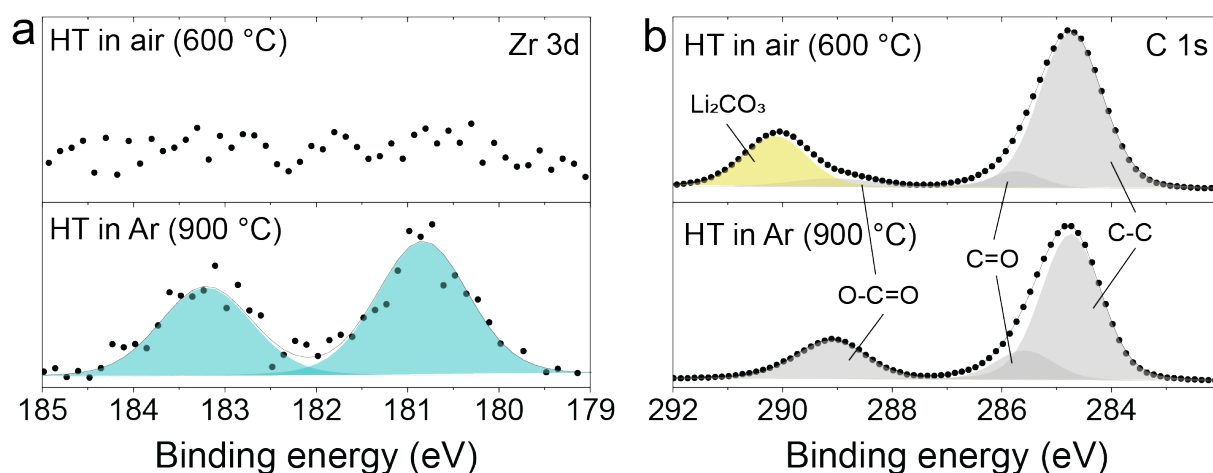 a
HT in air (600 °C)
Zr 3d
HT in Ar (900 °C)
185 184 183 182 181 180 179
Binding energy (eV)
b
HT in air (600 °C)
C 1s
Li₂CO₃
HT in Ar (900 °C)
C-C
C=O
O-C=O
292 290 288 286 284
Binding energy (eV)